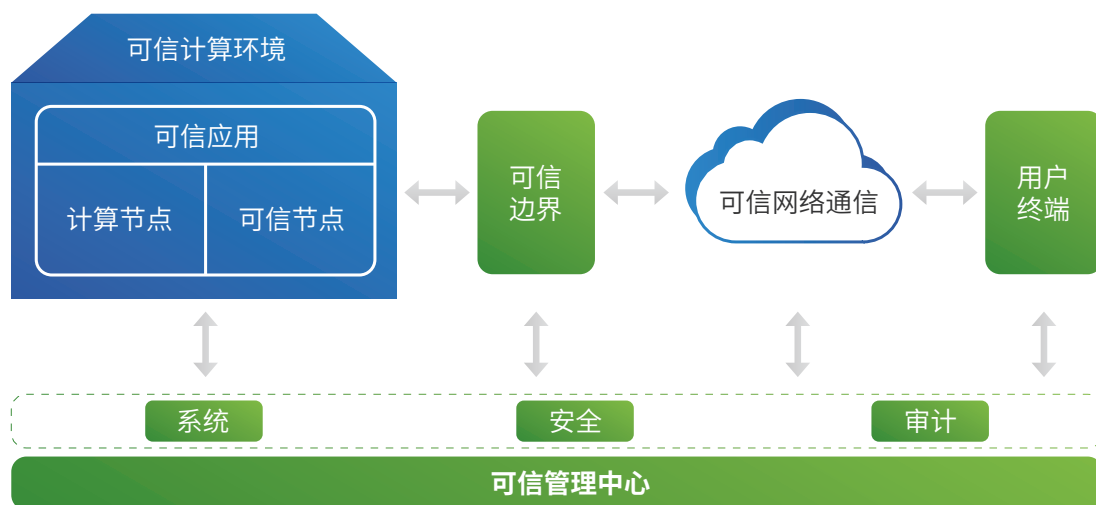 可信计算环境
可信应用
计算节点
可信节点
可信
边界
可信网络通信
用户
终端
系统
安全
审计
可信管理中心